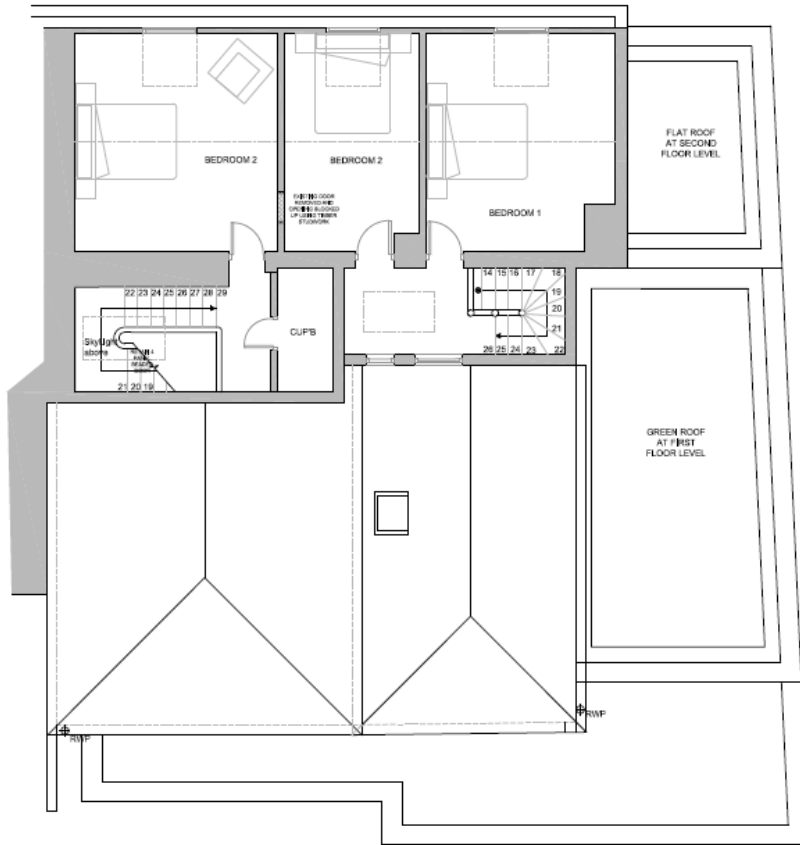 BEDROOM 2
BEDROOM 2
EXISTING DOOR
REMOVED AND
OPENING BLOCKED
UP USING TIMBER
STUDWORK
BEDROOM 1
FLAT ROOF
AT SECOND
FLOOR LEVEL
14 15 16 17 18
19
20
21
26 25 24 23 22
22 23 24 25 26 27 28 29
Skylight
above
21 20 19
CUP'B
GREEN ROOF
AT FIRST
FLOOR LEVEL
RWP
RWP